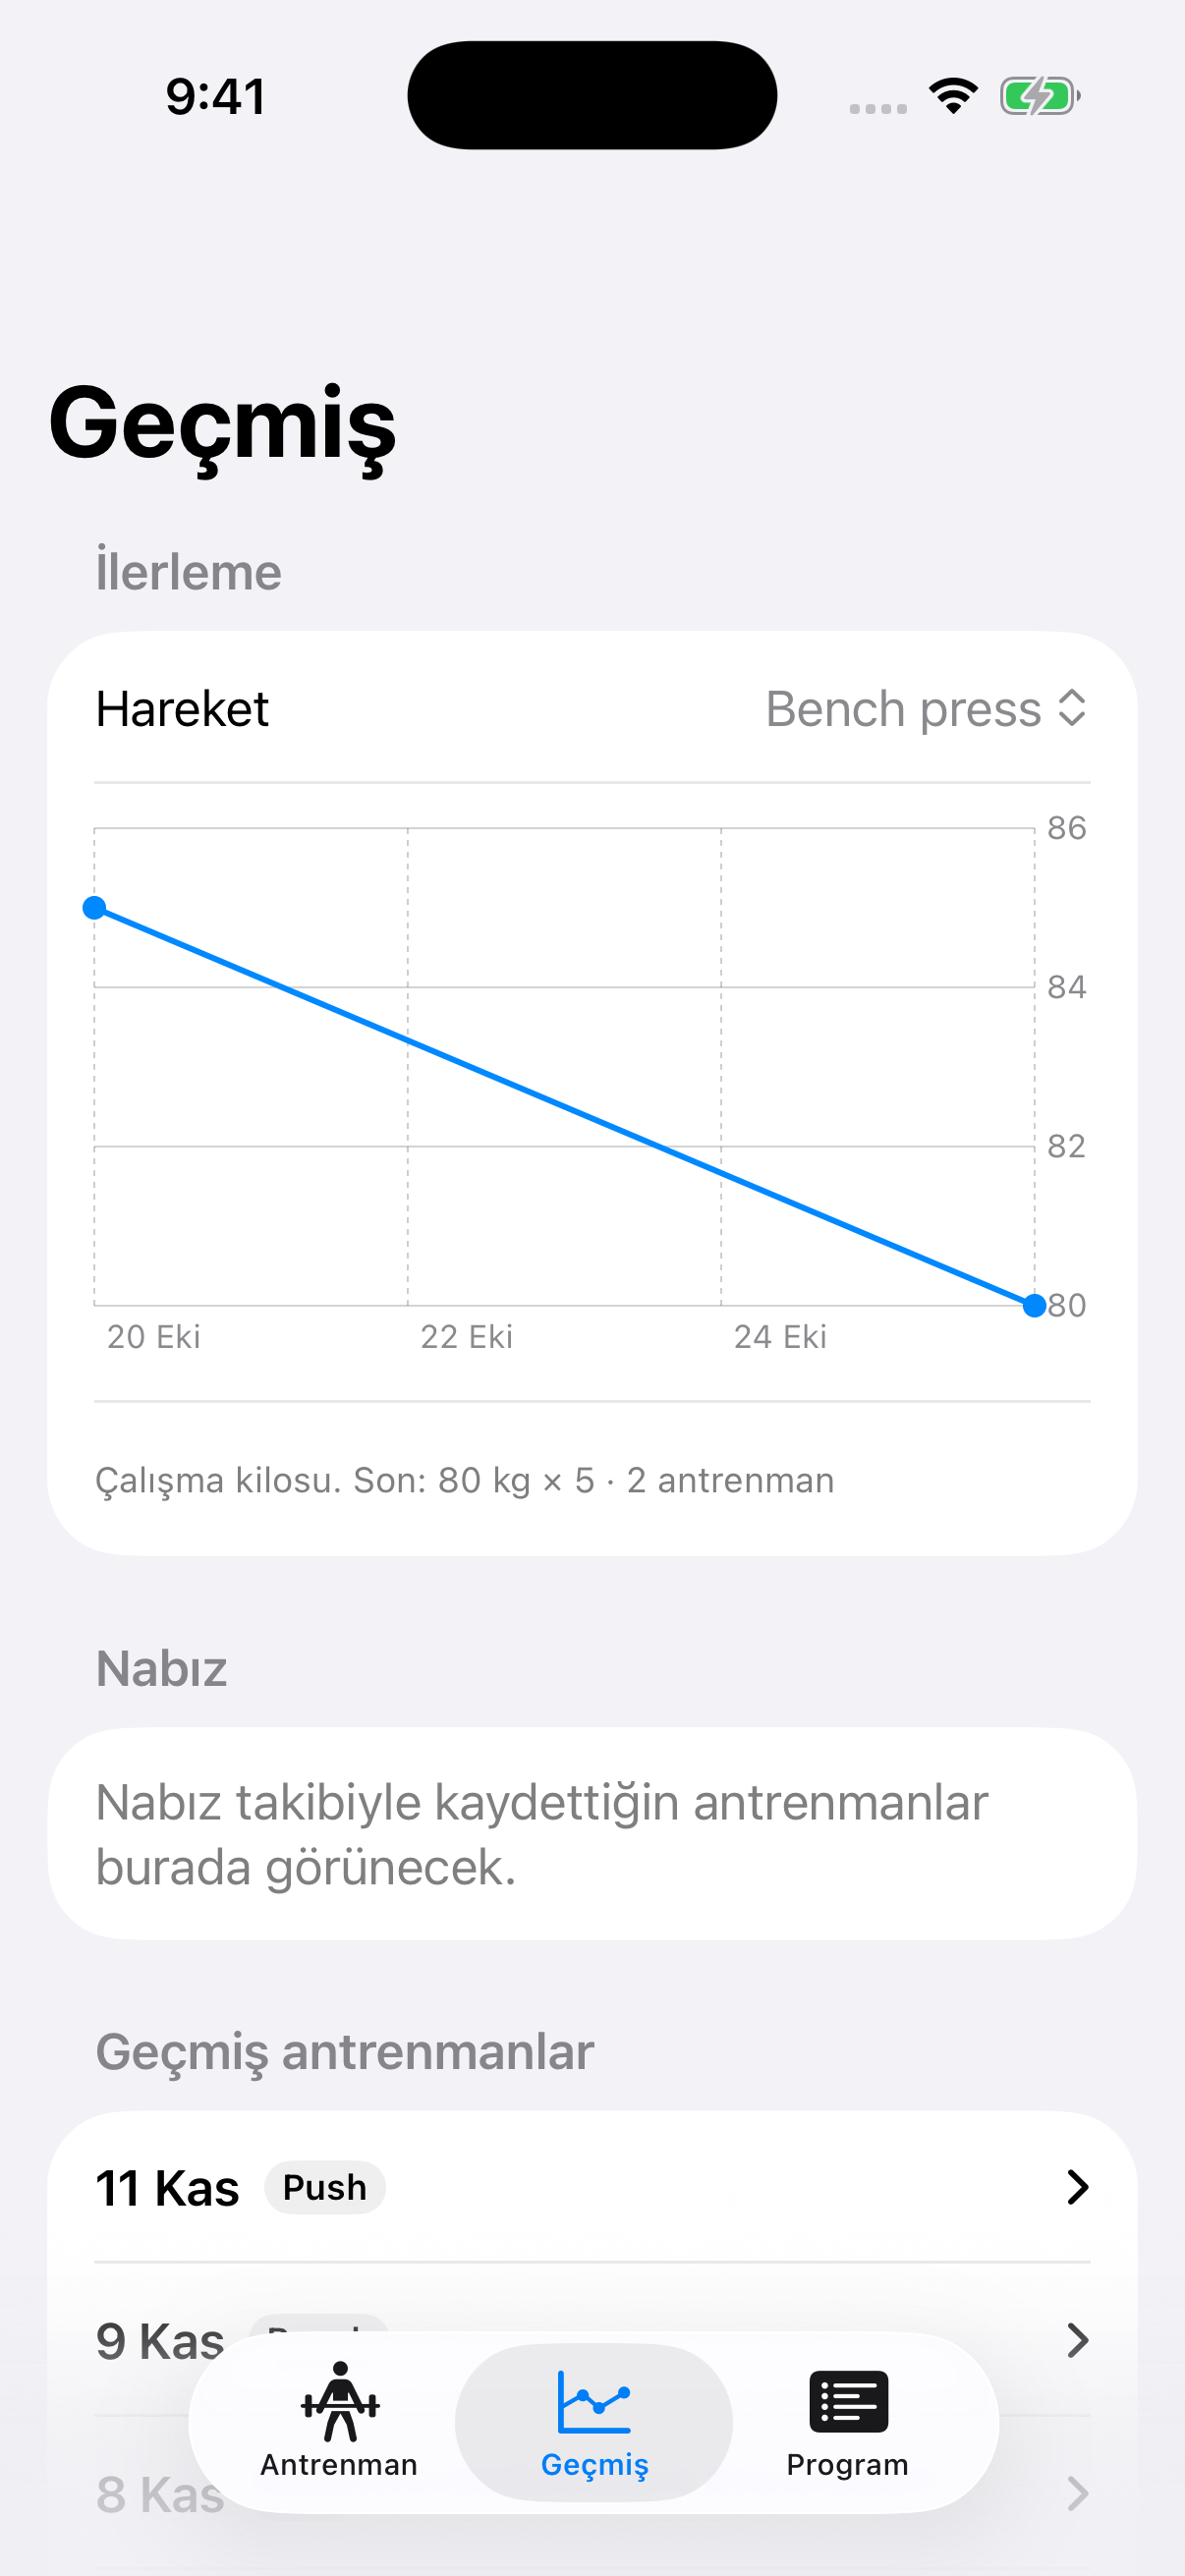 9:41
Geçmiş
İlerleme
Hareket
Bench press
86
84
82
80
20 Eki
22 Eki
24 Eki
Çalışma kilosu. Son: 80 kg × 5 · 2 antrenman
Nabız
Nabız takibiyle kaydettiğin antrenmanlar
burada görünecek.
Geçmiş antrenmanlar
11 Kas
Push
9 Kas
8 Kas
Antrenman
Geçmiş
Program